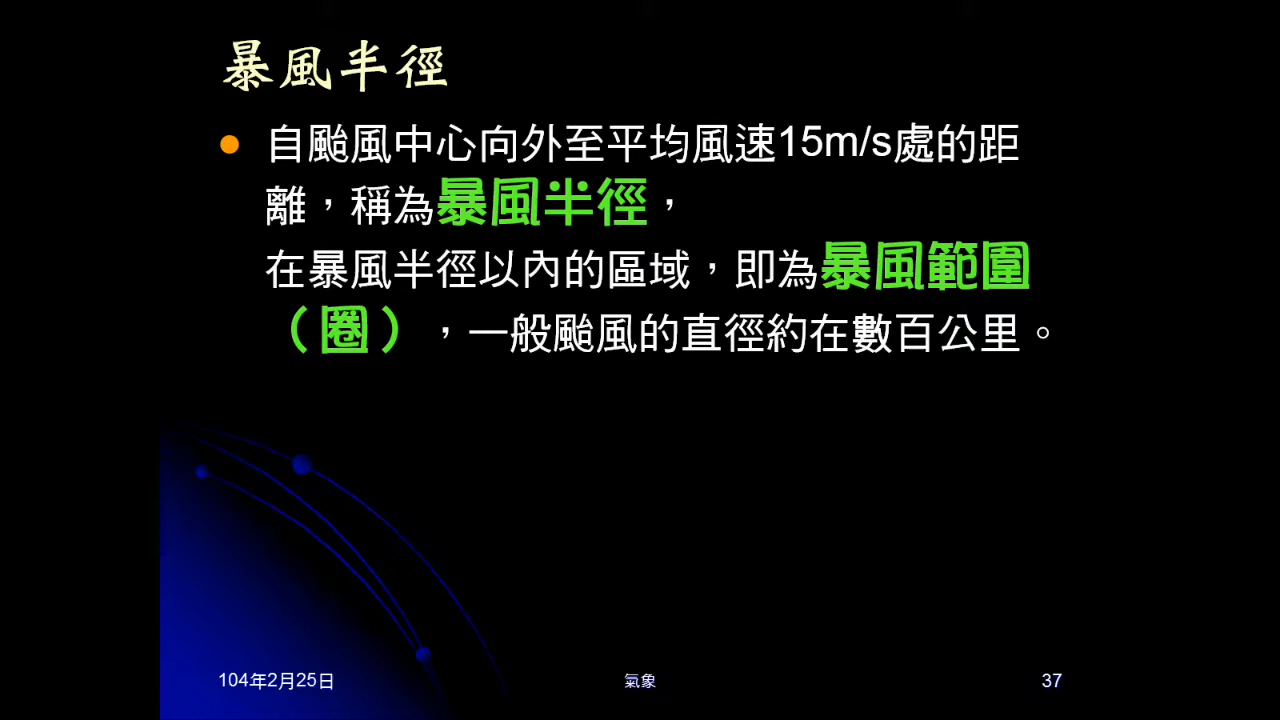 暴風半徑
自颱風中心向外至平均風速15m/s處的距
離，稱為暴風半徑，
在暴風半徑以內的區域，即為暴風範圍
（圈），一般颱風的直徑約在數百公里。
104年2月25日
氣象
37